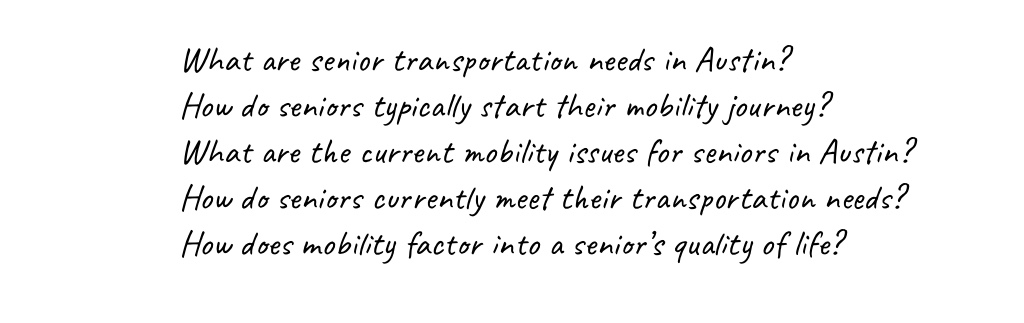 What are senior transportation needs in Austin?
How do seniors typically start their mobility journey?
What are the current mobility issues for seniors in Austin?
How do seniors currently meet their transportation needs?
How does mobility factor into a senior’s quality of life?